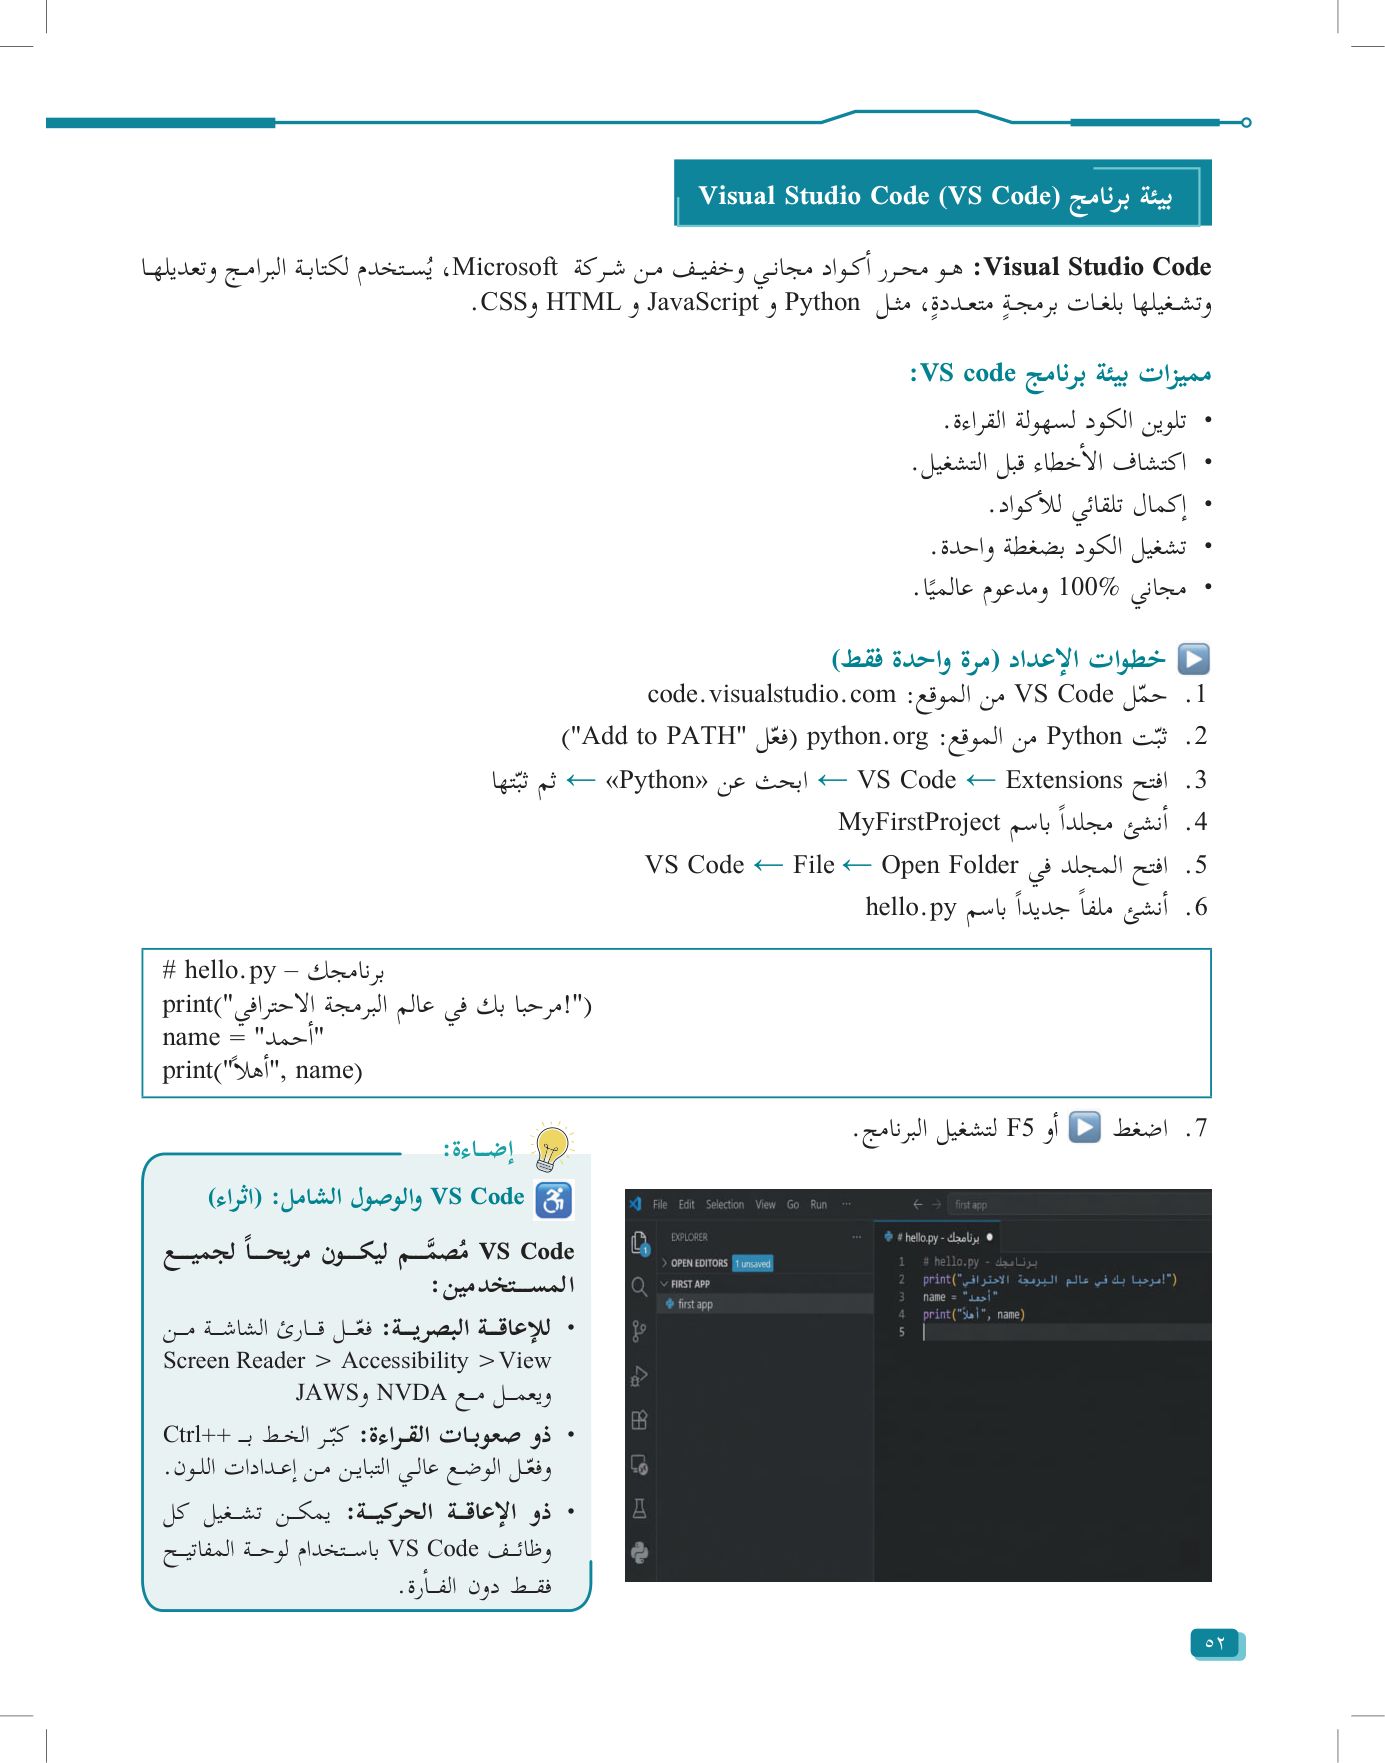 بيئة برنامج Visual Studio Code (VS Code)
Visual Studio Code: هو محرر أكواد مجاني وخفيف من شركة Microsoft، يُستخدم لكتابة البرامج وتعديلها
وتشغيلها بلغات برمجةٍ متعددةٍ، مثل Python و JavaScript و HTML وCSS.
مميزات بيئة برنامج VS code:
• تلوين الكود لسهولة القراءة.
• اكتشاف الأخطاء قبل التشغيل.
• إكمال تلقائي للأكواد.
• تشغيل الكود بضغطة واحدة.
• مجاني 100% ومدعوم عالميًا.
خطوات الإعداد (مرة واحدة فقط)
1. حمّل VS Code من الموقع: code.visualstudio.com
2. ثبّت Python من الموقع: python.org (فعّل "Add to PATH")
3. افتح VS Code ← Extensions ← ابحث عن «Python» ← ثم ثبّتها
4. أنشئ مجلداً باسم MyFirstProject
5. افتح المجلد في VS Code ← File ← Open Folder
6. أنشئ ملفاً جديداً باسم hello.py
# hello.py – برنامجك
print("مرحبا بك في عالم البرمجة الاحترافي!")
name = "أحمد"
print("أهلاً", name)
7. اضغط ▶ أو F5 لتشغيل البرنامج.
File Edit Selection View Go Run ··· ← → first app
EXPLORER ···
OPEN EDITORS 1 unsaved
FIRST APP
first app
1
# hello.py - برنامجك ●
1 # hello.py - برنامجك
2 print("مرحبا بك في عالم البرمجة الاحترافي!")
3 name = "أحمد"
4 print("أهلاً", name)
5
إضاءة:
VS Code والوصول الشامل: (اثراء)
VS Code مُصمَّم ليكون مريحاً لجميع
المستخدمين:
• للإعاقة البصرية: فعّل قارئ الشاشة من
Screen Reader > Accessibility >View
ويعمل مع NVDA وJAWS
• ذو صعوبات القراءة: كبّر الخط بـ Ctrl++
وفعّل الوضع عالي التباين من إعدادات اللون.
• ذو الإعاقة الحركية: يمكن تشغيل كل
وظائف VS Code باستخدام لوحة المفاتيح
فقط دون الفأرة.
٥٢